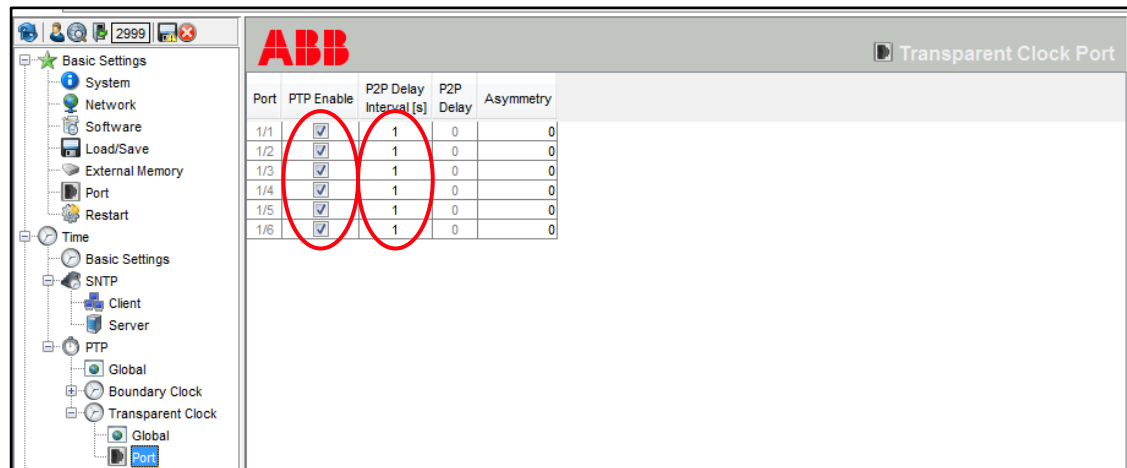 2999
Basic Settings
System
Network
Software
Load/Save
External Memory
Port
Restart
Time
Basic Settings
SNTP
Client
Server
PTP
Global
Boundary Clock
Transparent Clock
Global
Port
ABB
Transparent Clock Port
Port PTP Enable P2P Delay Interval [s] P2P Delay Asymmetry
1/1 1 0 0
1/2 1 0 0
1/3 1 0 0
1/4 1 0 0
1/5 1 0 0
1/6 1 0 0